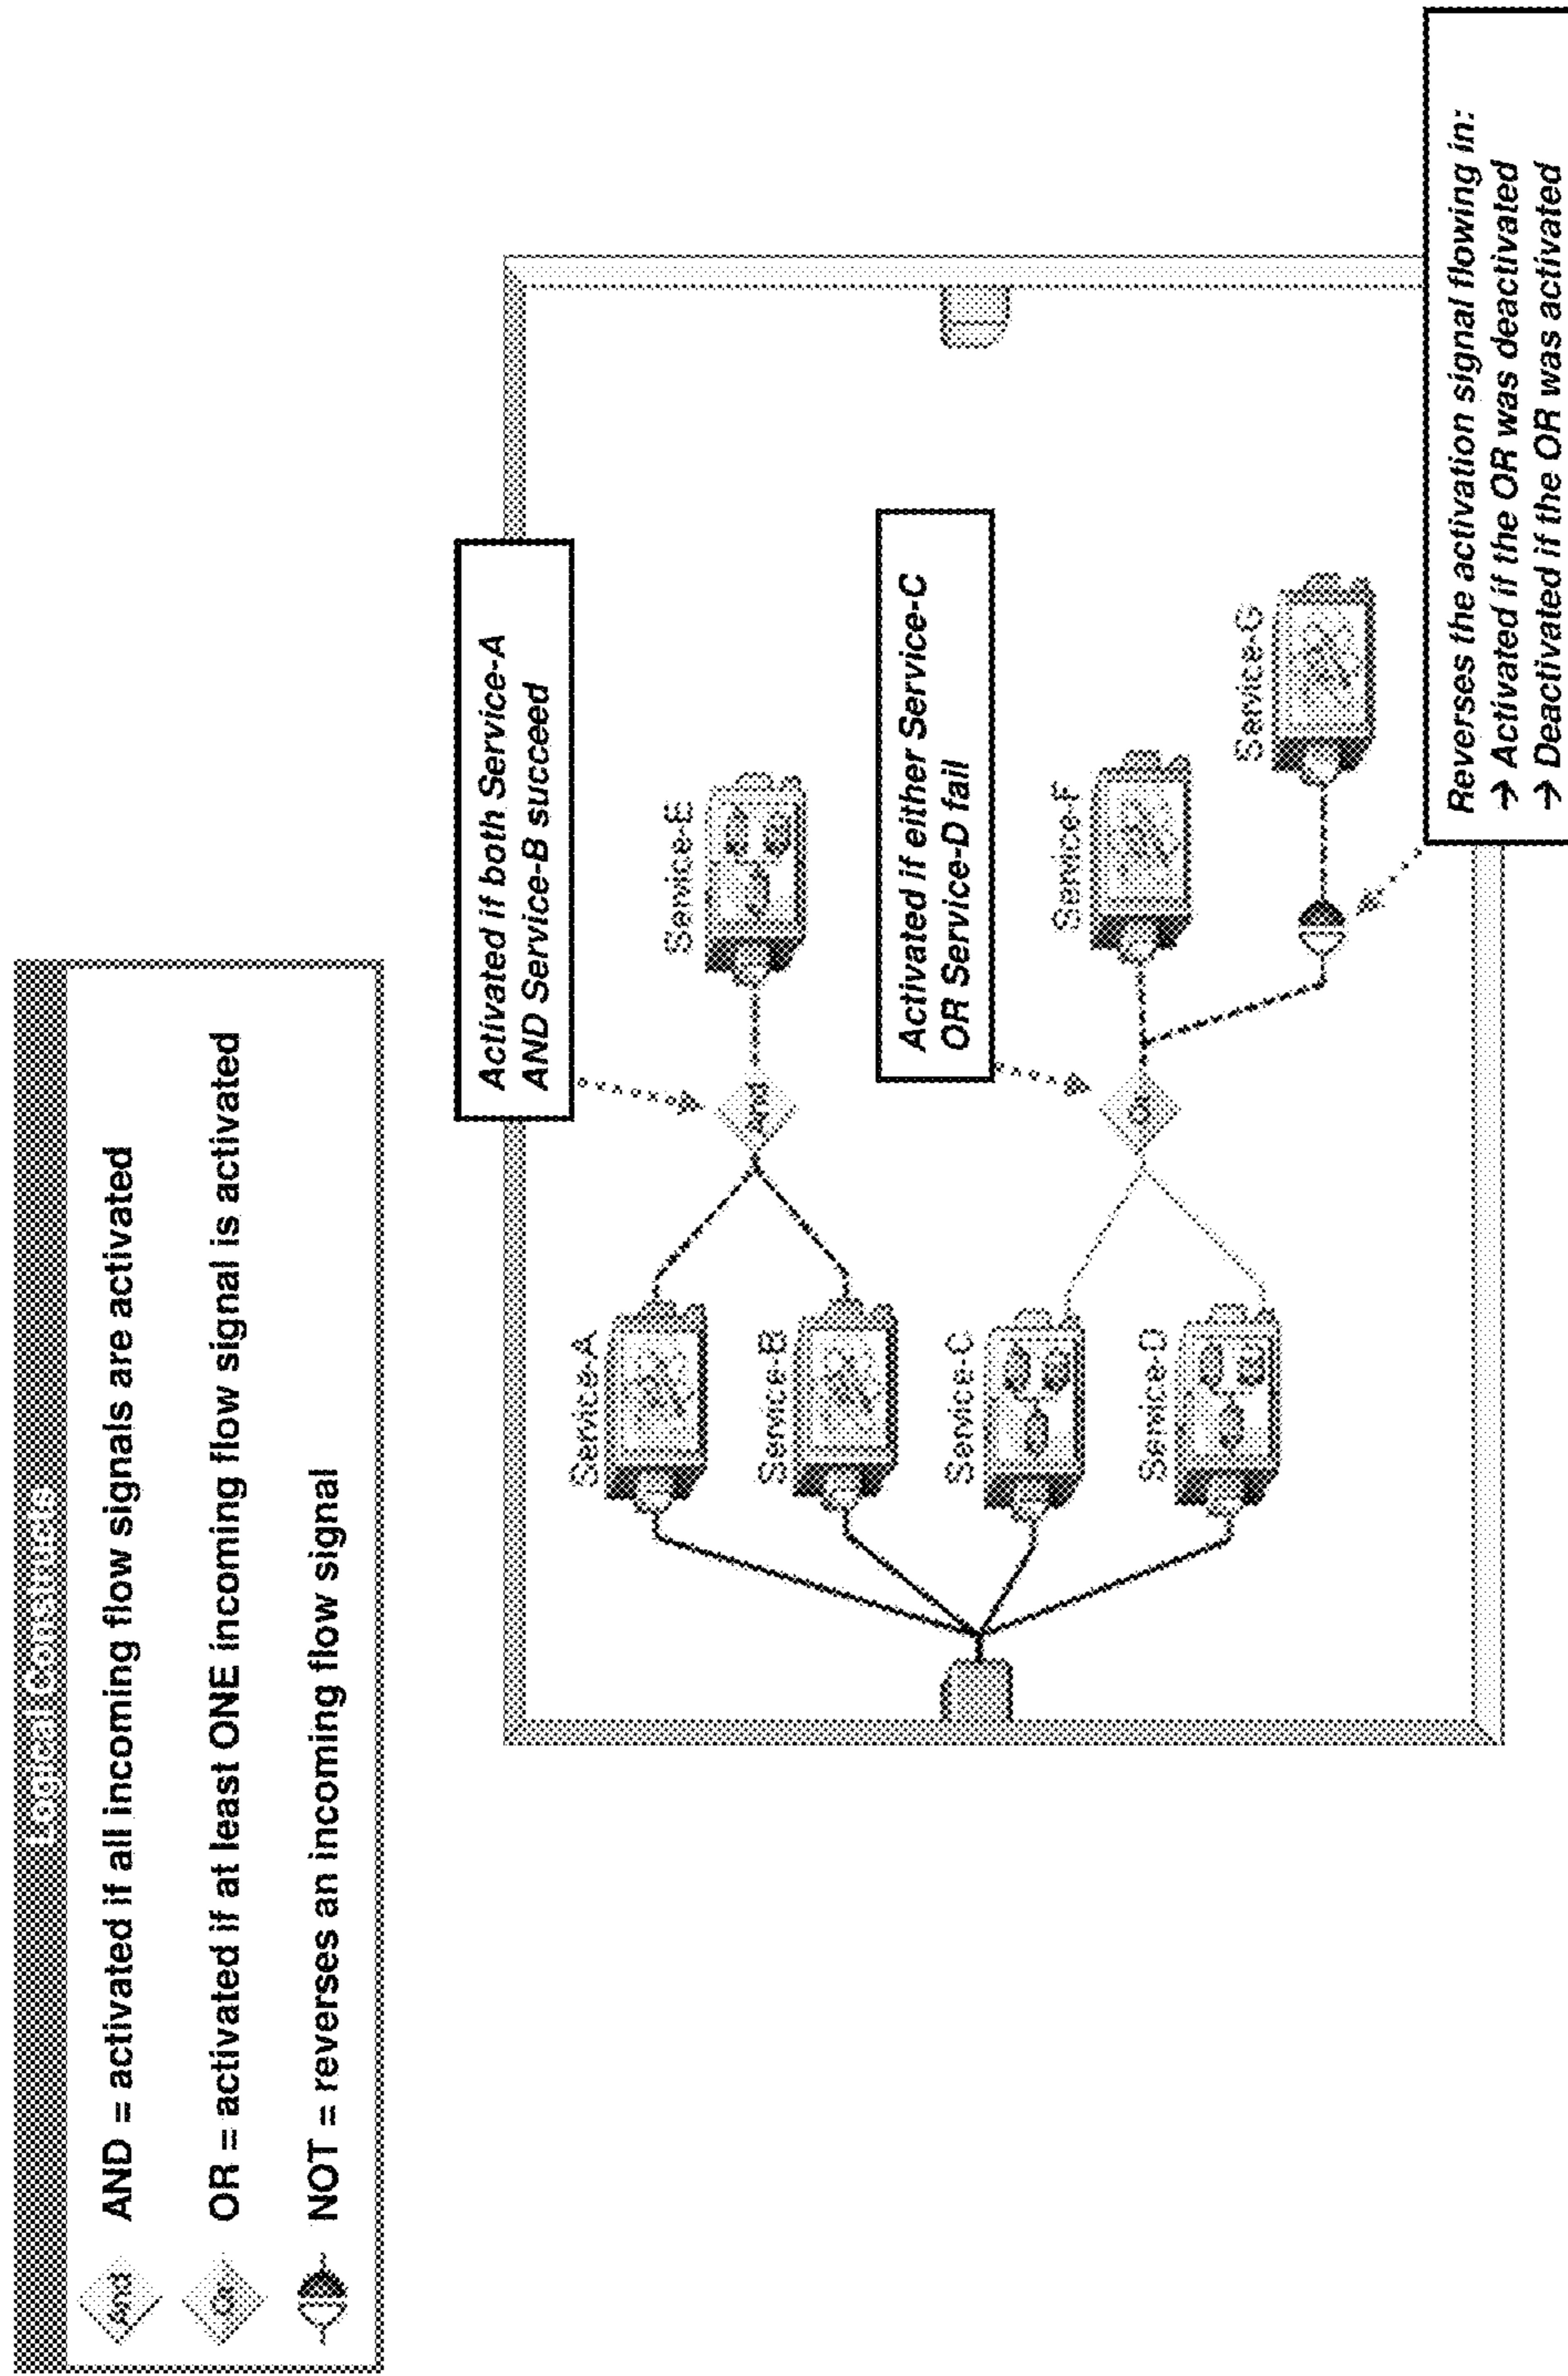 Logical Constructs
And AND = activated if all incoming flow signals are activated
Or OR = activated if at least ONE incoming flow signal is activated
NOT = reverses an incoming flow signal
Activated if both Service-A
AND Service-B succeed
Service-A
Service-E
And
Service-B
Activated if either Service-C
OR Service-D fail
Service-C
Service-F
Or
Service-D
Service-G
Reverses the activation signal flowing in:
→ Activated if the OR was deactivated
→ Deactivated if the OR was activated